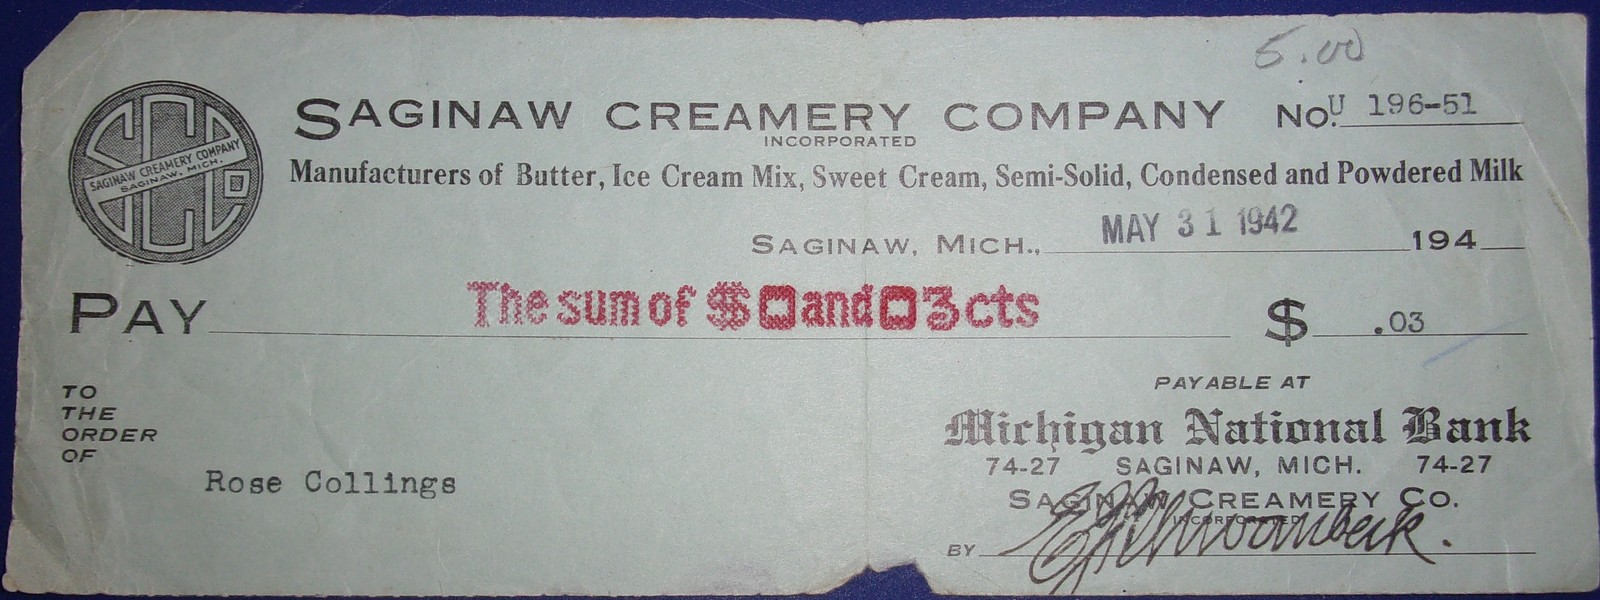 5.00
SCCo
SAGINAW CREAMERY COMPANY
SAGINAW, MICH.
SAGINAW CREAMERY COMPANY No. U 196-51
INCORPORATED
Manufacturers of Butter, Ice Cream Mix, Sweet Cream, Semi-Solid, Condensed and Powdered Milk
SAGINAW, MICH., MAY 31 1942 194
PAY The sum of $0 and 03 cts $ .03
TO
THE
ORDER
OF
Rose Collings
PAYABLE AT
Michigan National Bank
74-27 SAGINAW, MICH. 74-27
SAGINAW CREAMERY CO.
INCORPORATED
BY